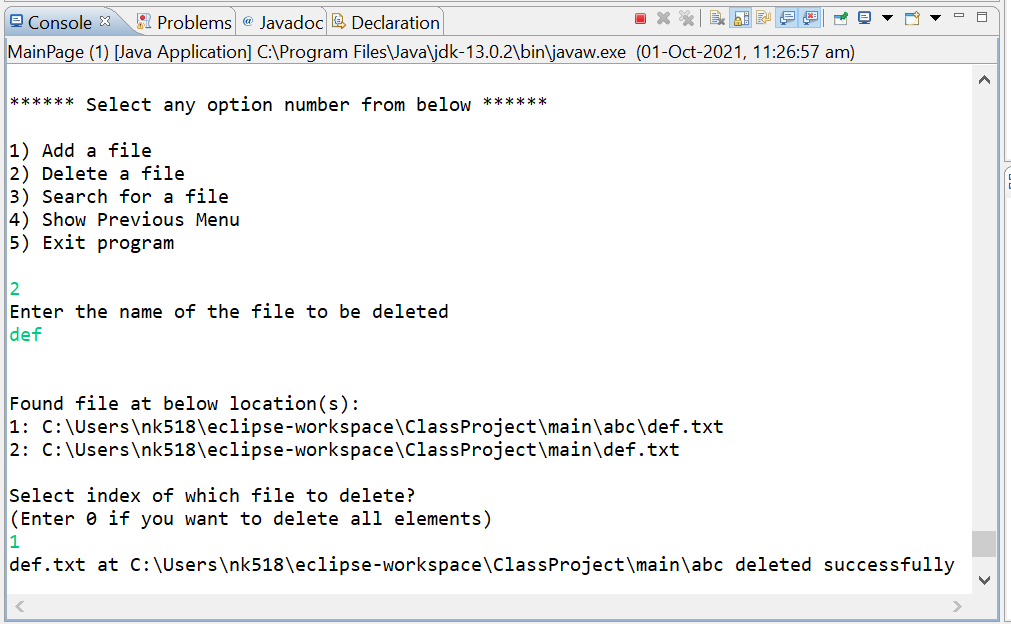 Console Problems @ Javadoc Declaration
MainPage (1) [Java Application] C:\Program Files\Java\jdk-13.0.2\bin\javaw.exe (01-Oct-2021, 11:26:57 am)
****** Select any option number from below ******
1) Add a file
2) Delete a file
3) Search for a file
4) Show Previous Menu
5) Exit program
2
Enter the name of the file to be deleted
def
Found file at below location(s):
1: C:\Users\nk518\eclipse-workspace\ClassProject\main\abc\def.txt
2: C:\Users\nk518\eclipse-workspace\ClassProject\main\def.txt
Select index of which file to delete?
(Enter 0 if you want to delete all elements)
1
def.txt at C:\Users\nk518\eclipse-workspace\ClassProject\main\abc deleted successfully